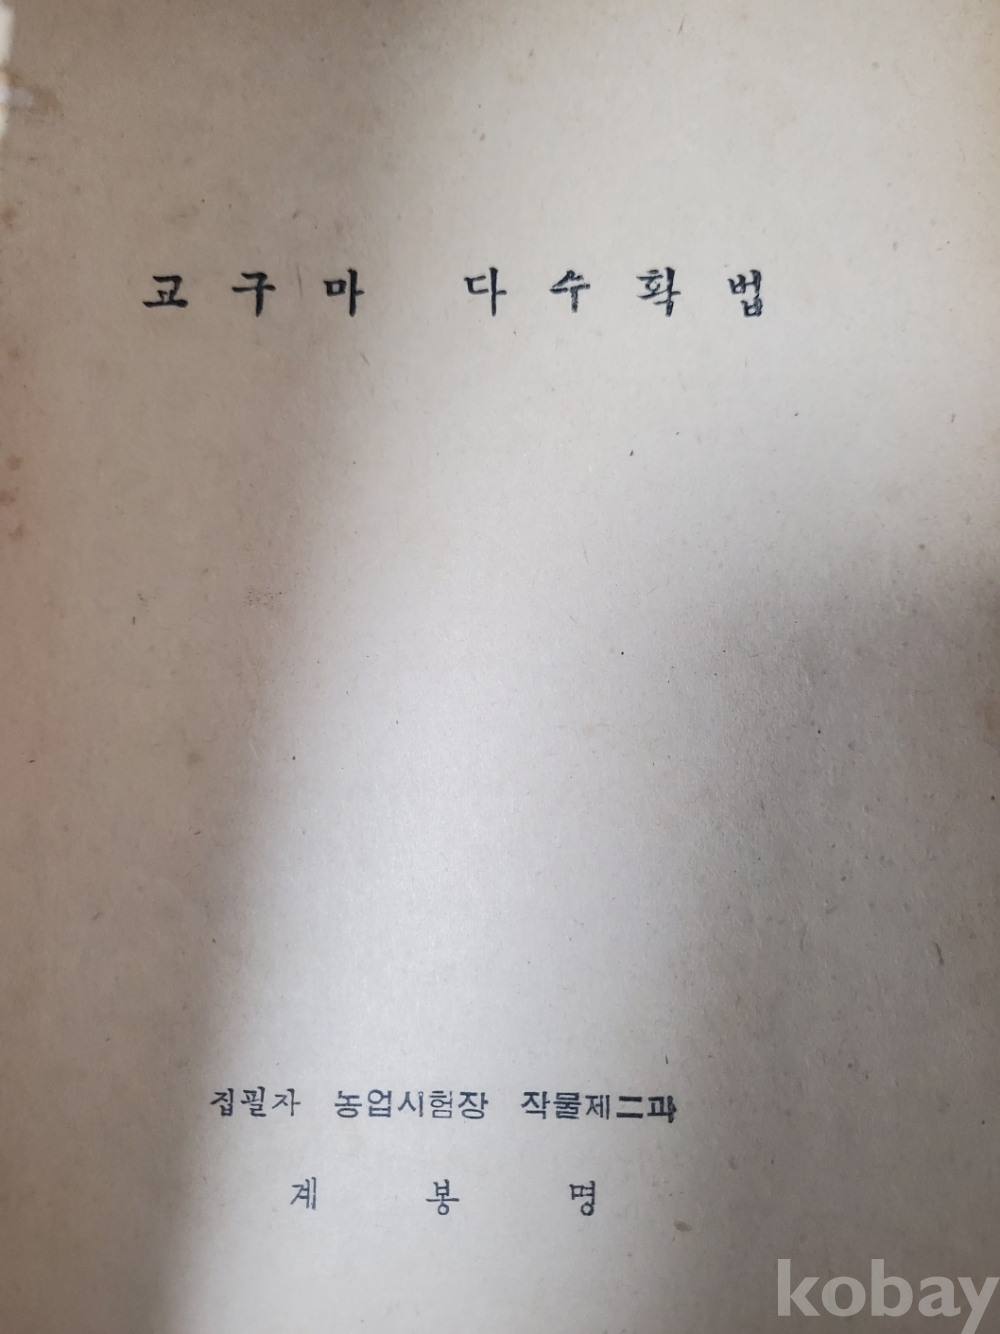 고구마 다수확법
집필자 농업시험장 작물제二과
계봉명
kobay